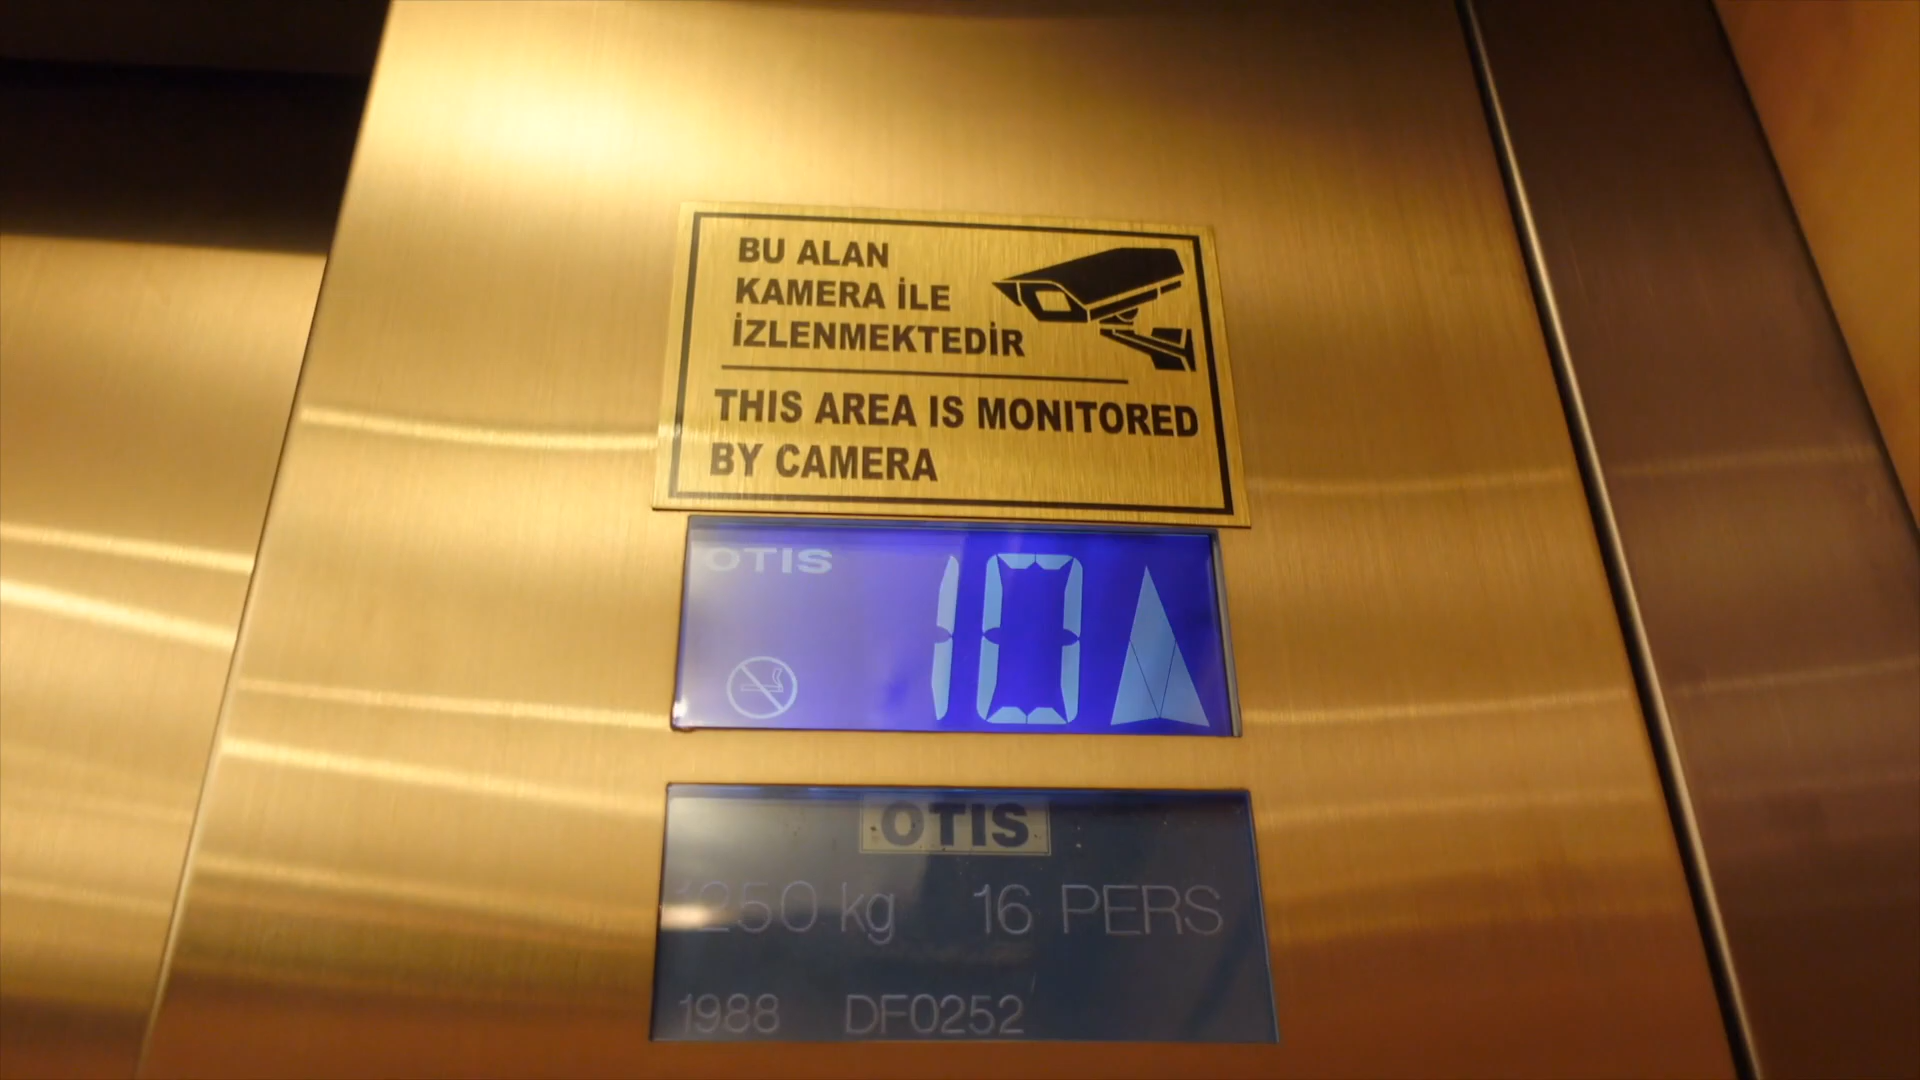 BU ALAN
KAMERA İLE
İZLENMEKTEDİR
THIS AREA IS MONITORED
BY CAMERA
OTIS
10
OTIS
1250 kg 16 PERS
1988 DF0252